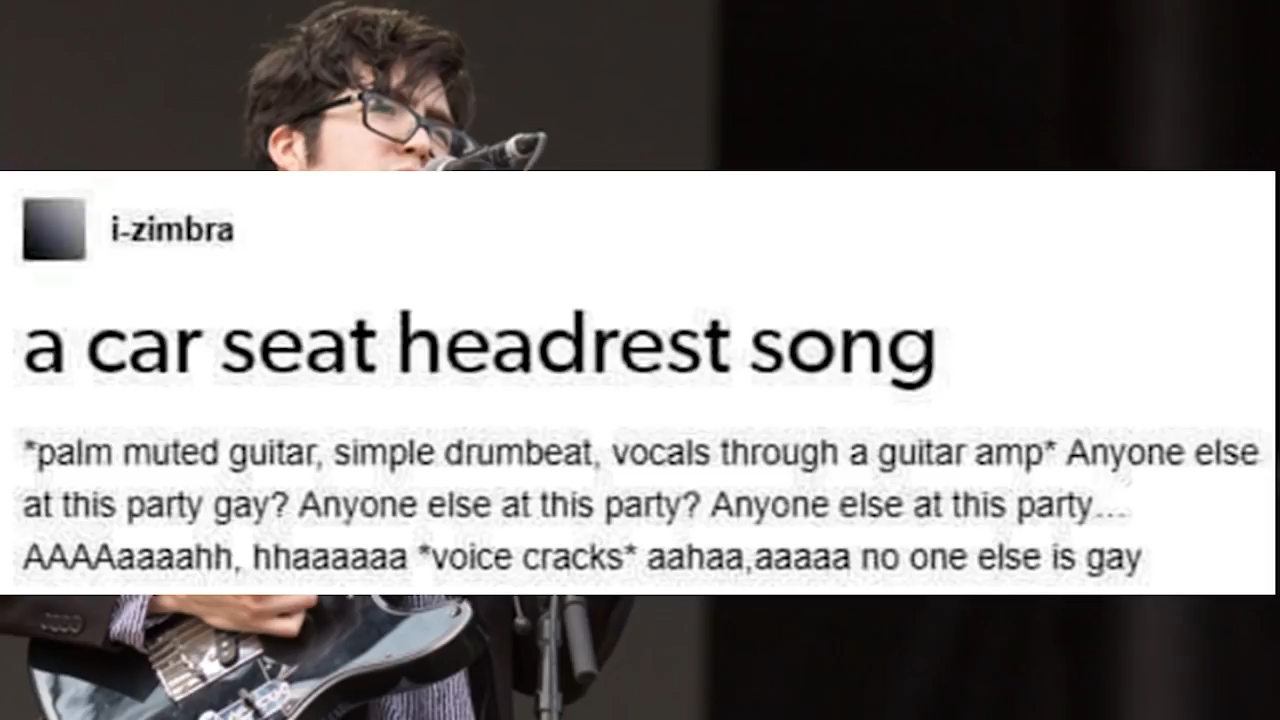 i-zimbra
a car seat headrest song
*palm muted guitar, simple drumbeat, vocals through a guitar amp* Anyone else
at this party gay? Anyone else at this party? Anyone else at this party...
AAAAaaaahh, hhaaaaaa *voice cracks* aahaa,aaaaa no one else is gay